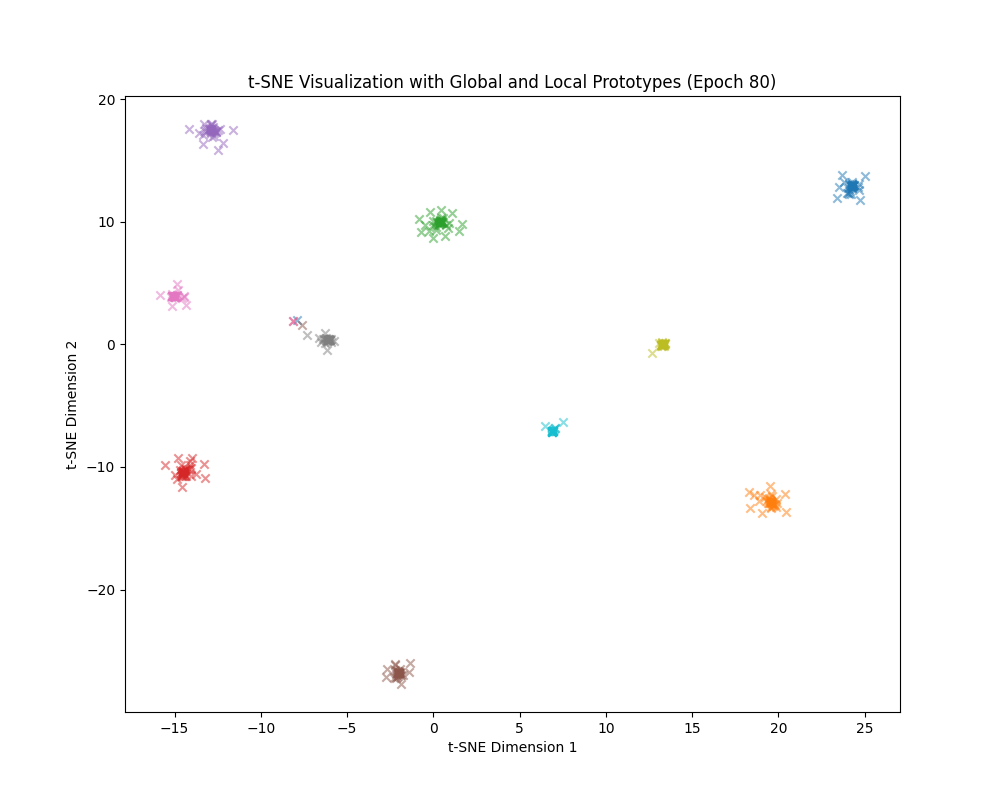 t-SNE Visualization with Global and Local Prototypes (Epoch 80)
20
10
0
−10
−20
t-SNE Dimension 2
−15 −10 −5 0 5 10 15 20 25
t-SNE Dimension 1